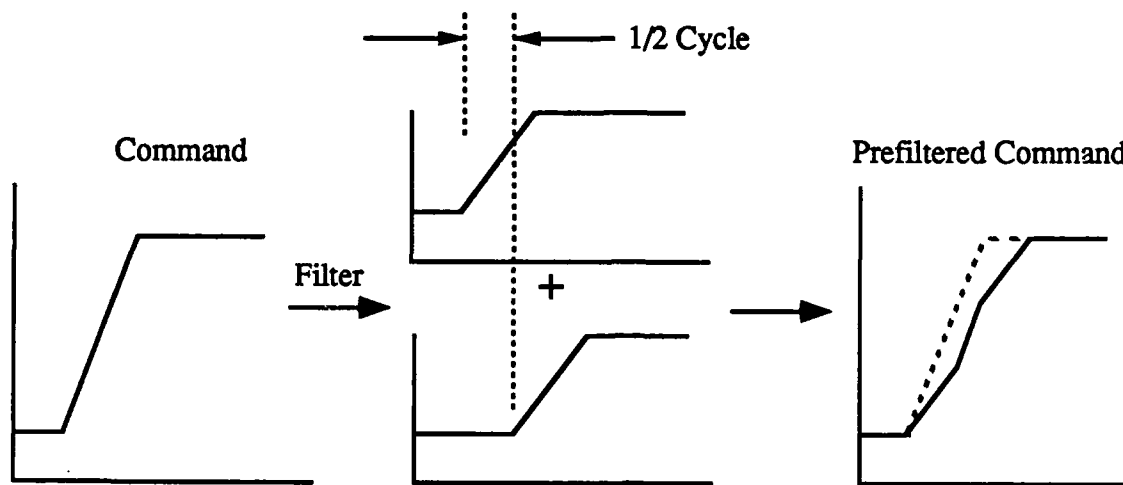 1/2 Cycle
Command
Prefiltered Command
Filter
+